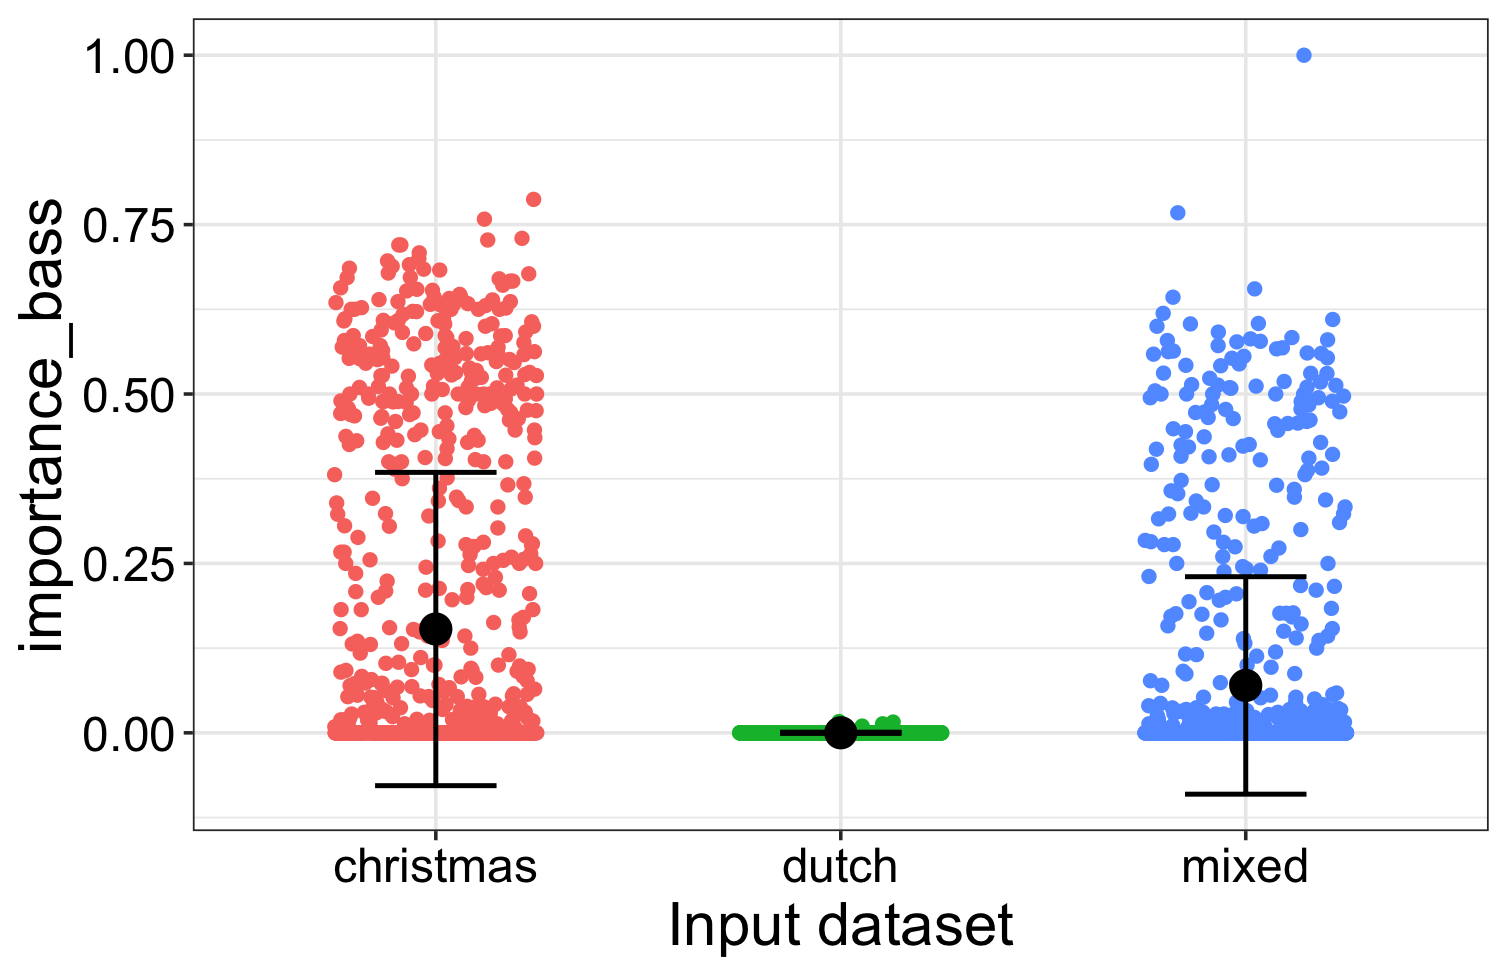 importance_bass
1.00
0.75
0.50
0.25
0.00
christmas
dutch
mixed
Input dataset